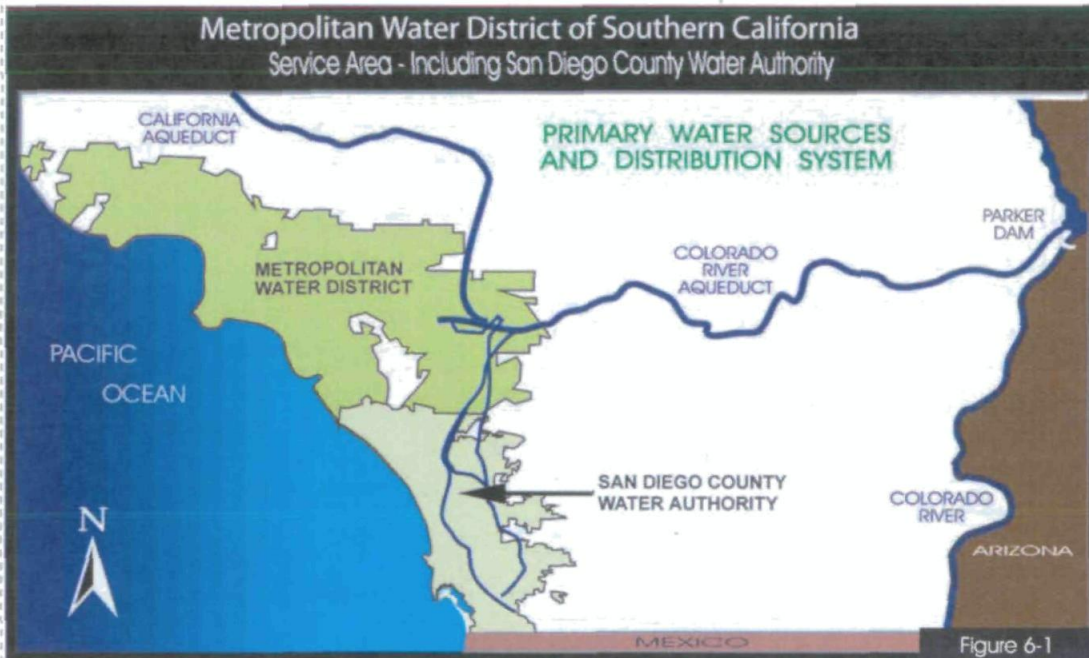 Metropolitan Water District of Southern California
Service Area - Including San Diego County Water Authority
CALIFORNIA
AQUEDUCT
PRIMARY WATER SOURCES
AND DISTRIBUTION SYSTEM
PARKER
DAM
METROPOLITAN
WATER DISTRICT
COLORADO
RIVER
AQUEDUCT
PACIFIC
OCEAN
SAN DIEGO COUNTY
WATER AUTHORITY
COLORADO
RIVER
N
ARIZONA
MEXICO
Figure 6-1